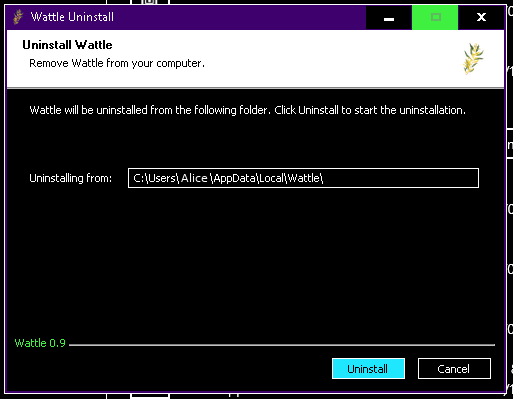 Wattle Uninstall
Uninstall Wattle
Remove Wattle from your computer.
Wattle will be uninstalled from the following folder. Click Uninstall to start the uninstallation.
Uninstalling from:
C:\Users\Alice\AppData\Local\Wattle\
Wattle 0.9
Uninstall
Cancel